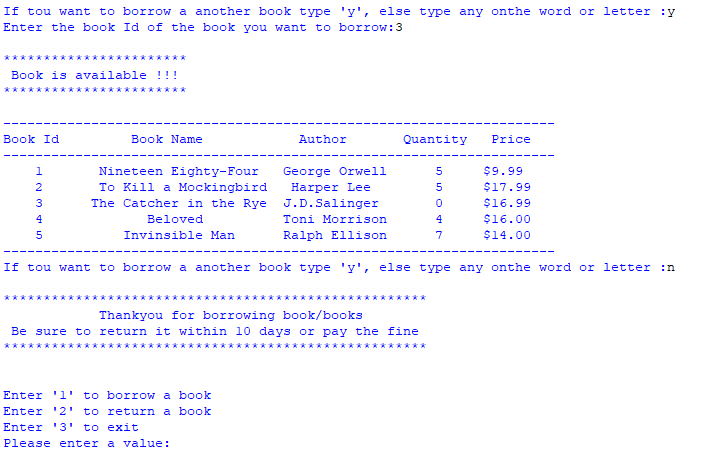 If tou want to borrow a another book type 'y', else type any onthe word or letter :y
Enter the book Id of the book you want to borrow:3
***********************
Book is available !!!
***********************
---------------------------------------------------------------------
Book Id Book Name Author Quantity Price
---------------------------------------------------------------------
1 Nineteen Eighty-Four George Orwell 5 $9.99
2 To Kill a Mockingbird Harper Lee 5 $17.99
3 The Catcher in the Rye J.D.Salinger 0 $16.99
4 Beloved Toni Morrison 4 $16.00
5 Invinsible Man Ralph Ellison 7 $14.00
---------------------------------------------------------------------
If tou want to borrow a another book type 'y', else type any onthe word or letter :n
*****************************************************
Thankyou for borrowing book/books
Be sure to return it within 10 days or pay the fine
*****************************************************
Enter '1' to borrow a book
Enter '2' to return a book
Enter '3' to exit
Please enter a value: